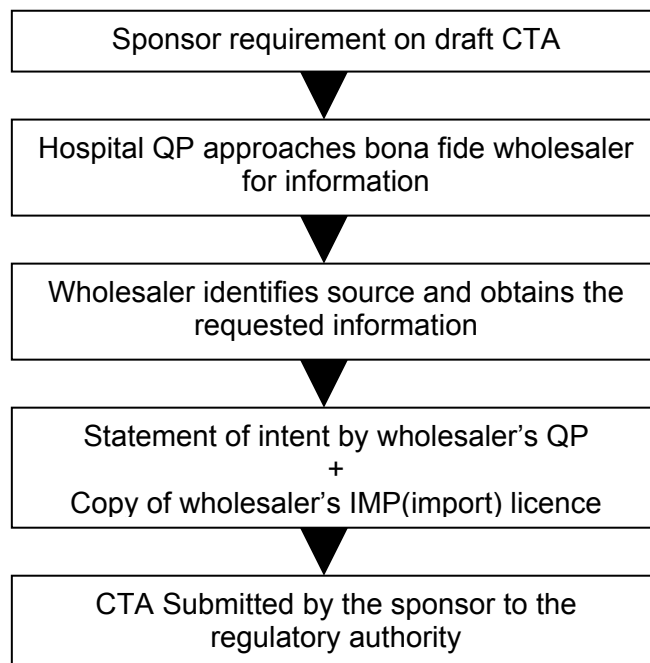 Sponsor requirement on draft CTA
Hospital QP approaches bona fide wholesaler
for information
Wholesaler identifies source and obtains the
requested information
Statement of intent by wholesaler’s QP
+
Copy of wholesaler’s IMP(import) licence
CTA Submitted by the sponsor to the
regulatory authority